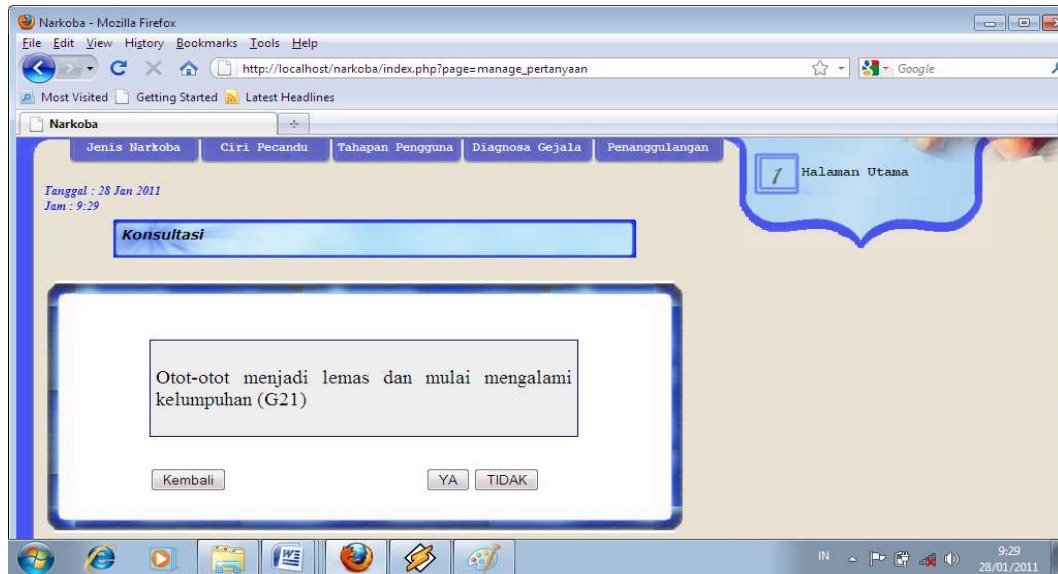 Narkoba - Mozilla Firefox
File Edit View History Bookmarks Tools Help
http://localhost/narkoba/index.php?page=manage_pertanyaan
Google
Most Visited Getting Started Latest Headlines
Narkoba
Jenis Narkoba Ciri Pecandu Tahapan Pengguna Diagnosa Gejala Penanggulangan
1 Halaman Utama
Tanggal : 28 Jan 2011
Jam : 9:29
Konsultasi
Otot-otot menjadi lemas dan mulai mengalami
kelumpuhan (G21)
Kembali YA TIDAK
IN 9:29
28/01/2011